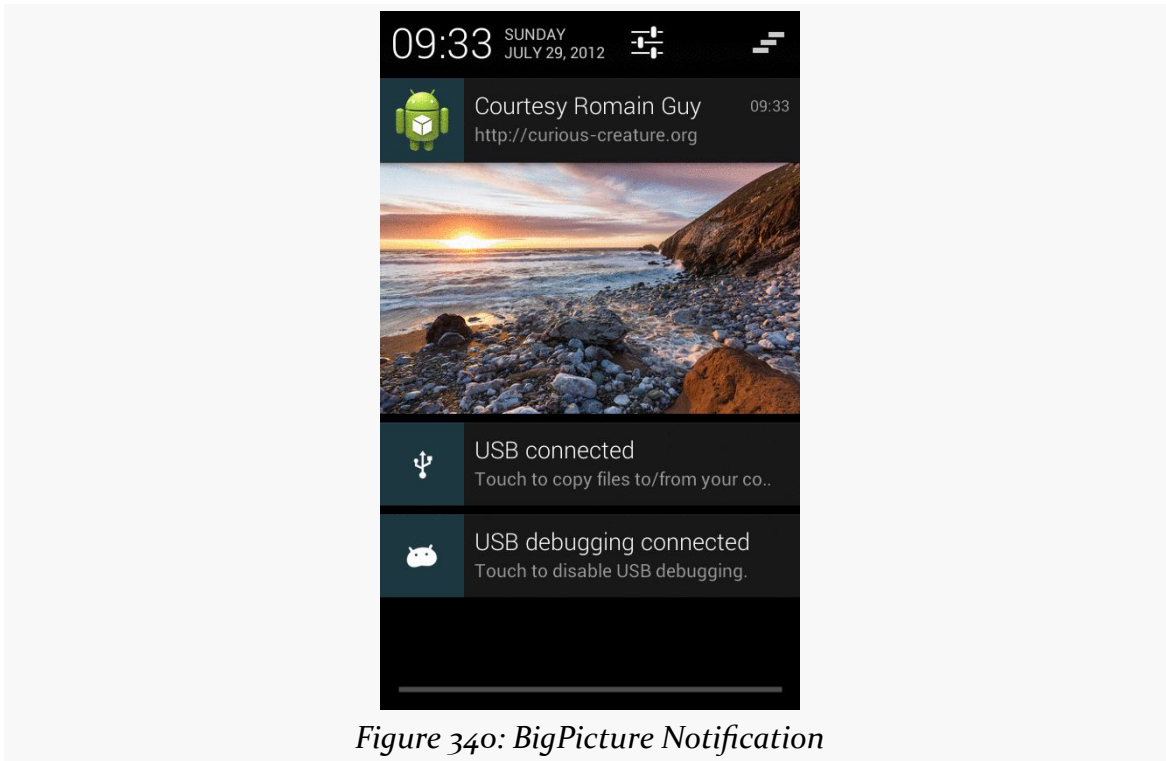 09:33
SUNDAY
JULY 29, 2012
Courtesy Romain Guy
09:33
http://curious-creature.org
USB connected
Touch to copy files to/from your co..
USB debugging connected
Touch to disable USB debugging.
Figure 340: BigPicture Notification